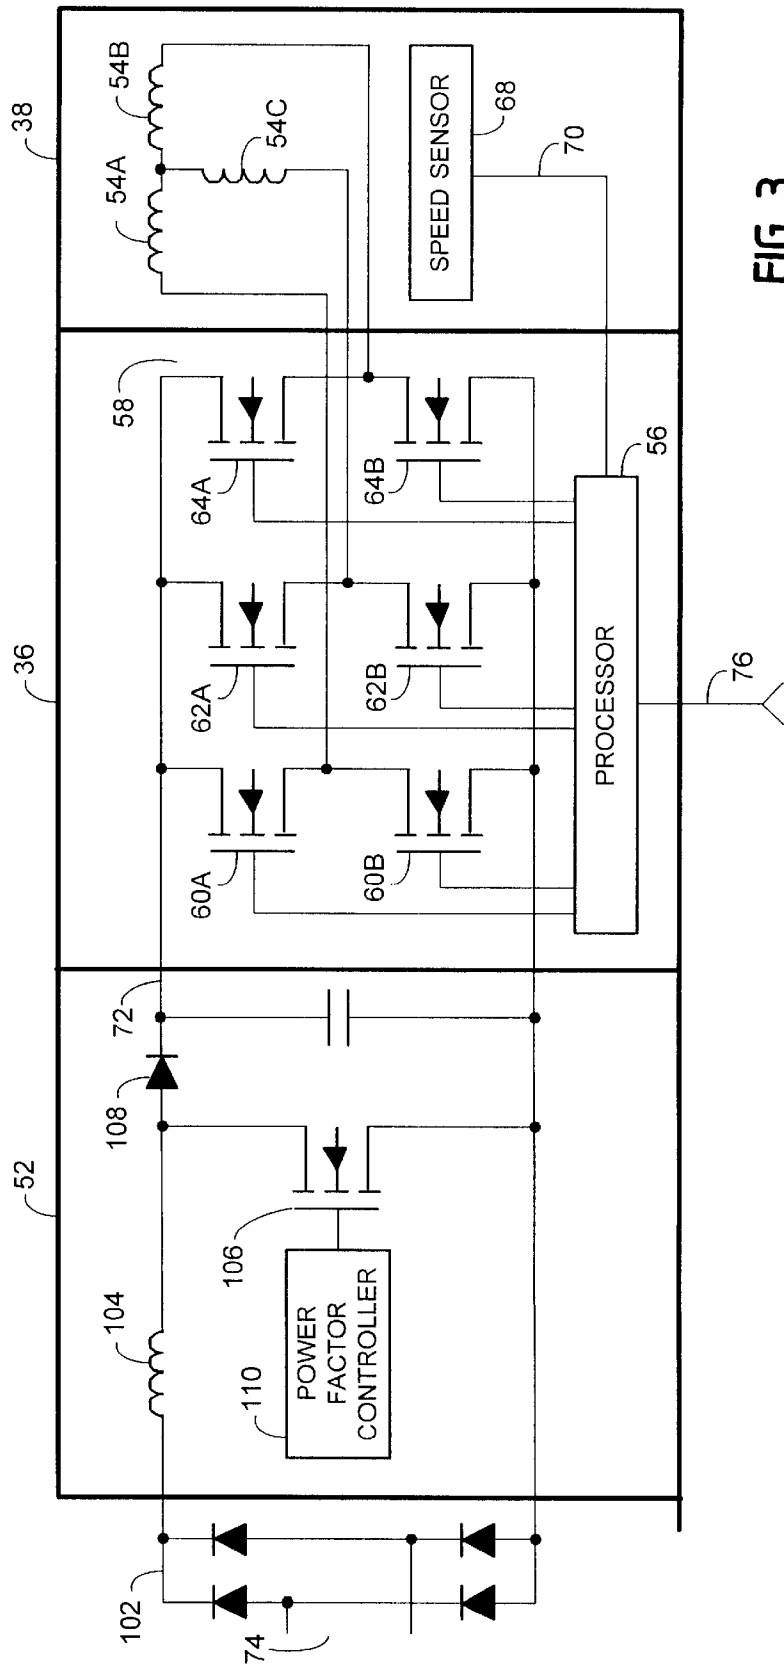 52
36
38
104
108
72
58
54A
54B
54C
102
74
110
POWER
FACTOR
CONTROLLER
106
60A
62A
64A
60B
62B
64B
SPEED SENSOR
68
70
PROCESSOR
56
76
FIG. 3